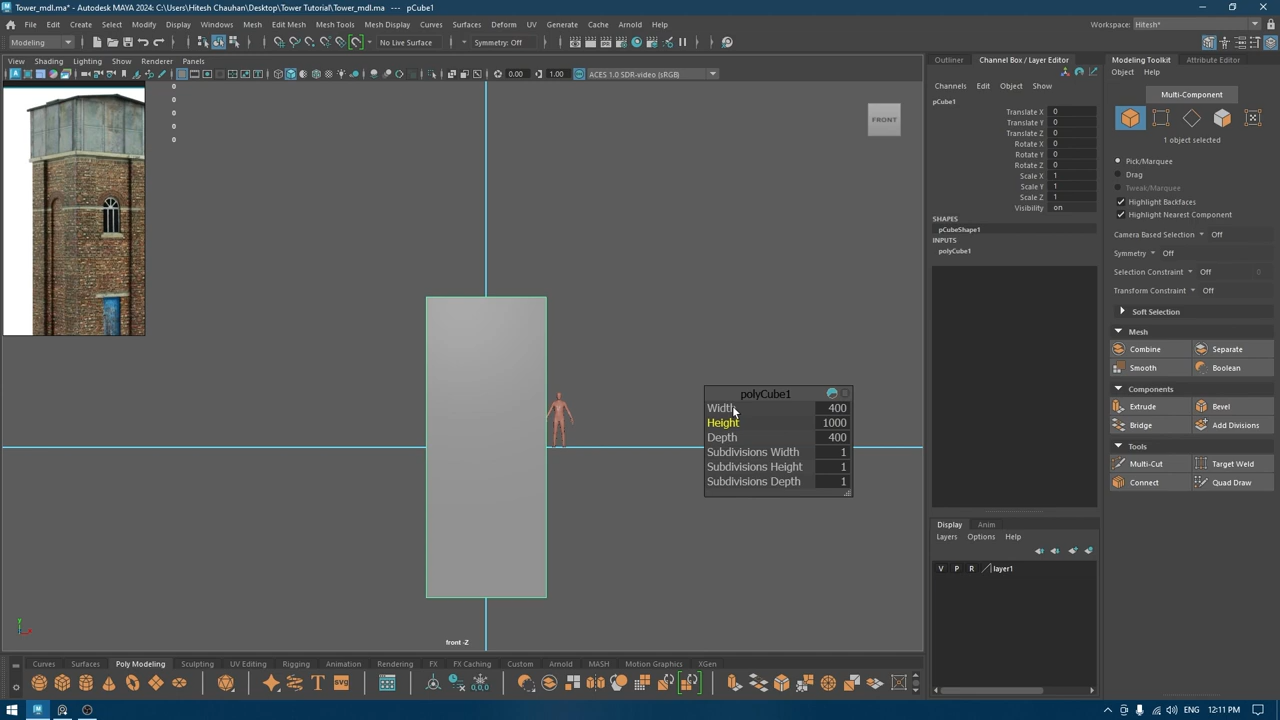 Tower_mdl.ma* - Autodesk MAYA 2024: C:\Users\Hitesh Chauhan\Desktop\Tower Tutorial\Tower_mdl.ma* --- pCube1
File Edit Create Select Modify Display Windows Mesh Edit Mesh Mesh Tools Mesh Display Curves Surfaces Deform UV Generate Cache Arnold Help
Workspace: Hitesh*
Modeling
No Live Surface
Symmetry: Off
View Shading Lighting Show Renderer Panels
0.00
1.00
ACES 1.0 SDR-video (sRGB)
0
0
0
0
0
FRONT
polyCube1
Width 400
Height 1000
Depth 400
Subdivisions Width 1
Subdivisions Height 1
Subdivisions Depth 1
front -Z
Outliner Channel Box / Layer Editor
Channels Edit Object Show
pCube1
Translate X 0
Translate Y 0
Translate Z 0
Rotate X 0
Rotate Y 0
Rotate Z 0
Scale X 1
Scale Y 1
Scale Z 1
Visibility on
SHAPES
pCubeShape1
INPUTS
polyCube1
Display Anim
Layers Options Help
V P R layer1
Modeling Toolkit Attribute Editor
Object Help
Multi-Component
1 object selected
Pick/Marquee
Drag
Tweak/Marquee
Highlight Backfaces
Highlight Nearest Component
Camera Based Selection Off
Symmetry Off
Selection Constraint Off
Transform Constraint Off
Soft Selection
Mesh
Combine Separate
Smooth Boolean
Components
Extrude Bevel
Bridge Add Divisions
Tools
Multi-Cut Target Weld
Connect Quad Draw
Curves Surfaces Poly Modeling Sculpting UV Editing Rigging Animation Rendering FX FX Caching Custom Arnold MASH Motion Graphics XGen
SVG
ENG 12:11 PM